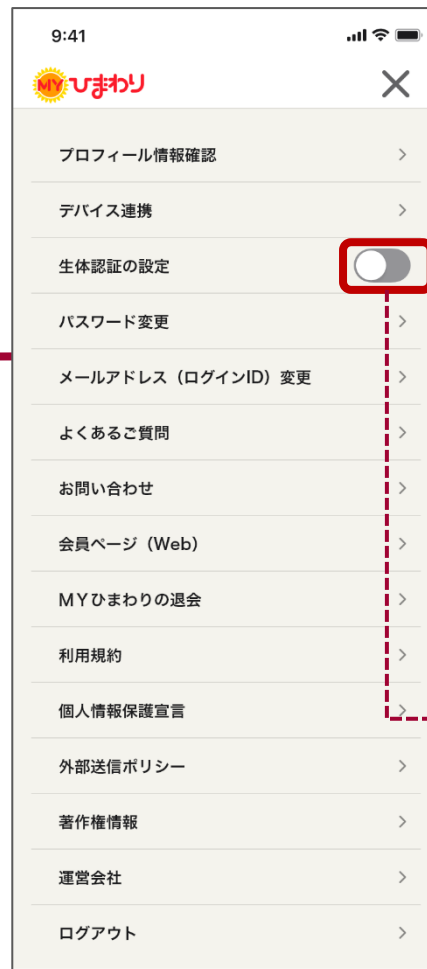 9:41
MYひまわり
プロフィール情報確認
デバイス連携
生体認証の設定
パスワード変更
メールアドレス（ログインID）変更
よくあるご質問
お問い合わせ
会員ページ（Web）
ＭＹひまわりの退会
利用規約
個人情報保護宣言
外部送信ポリシー
著作権情報
運営会社
ログアウト